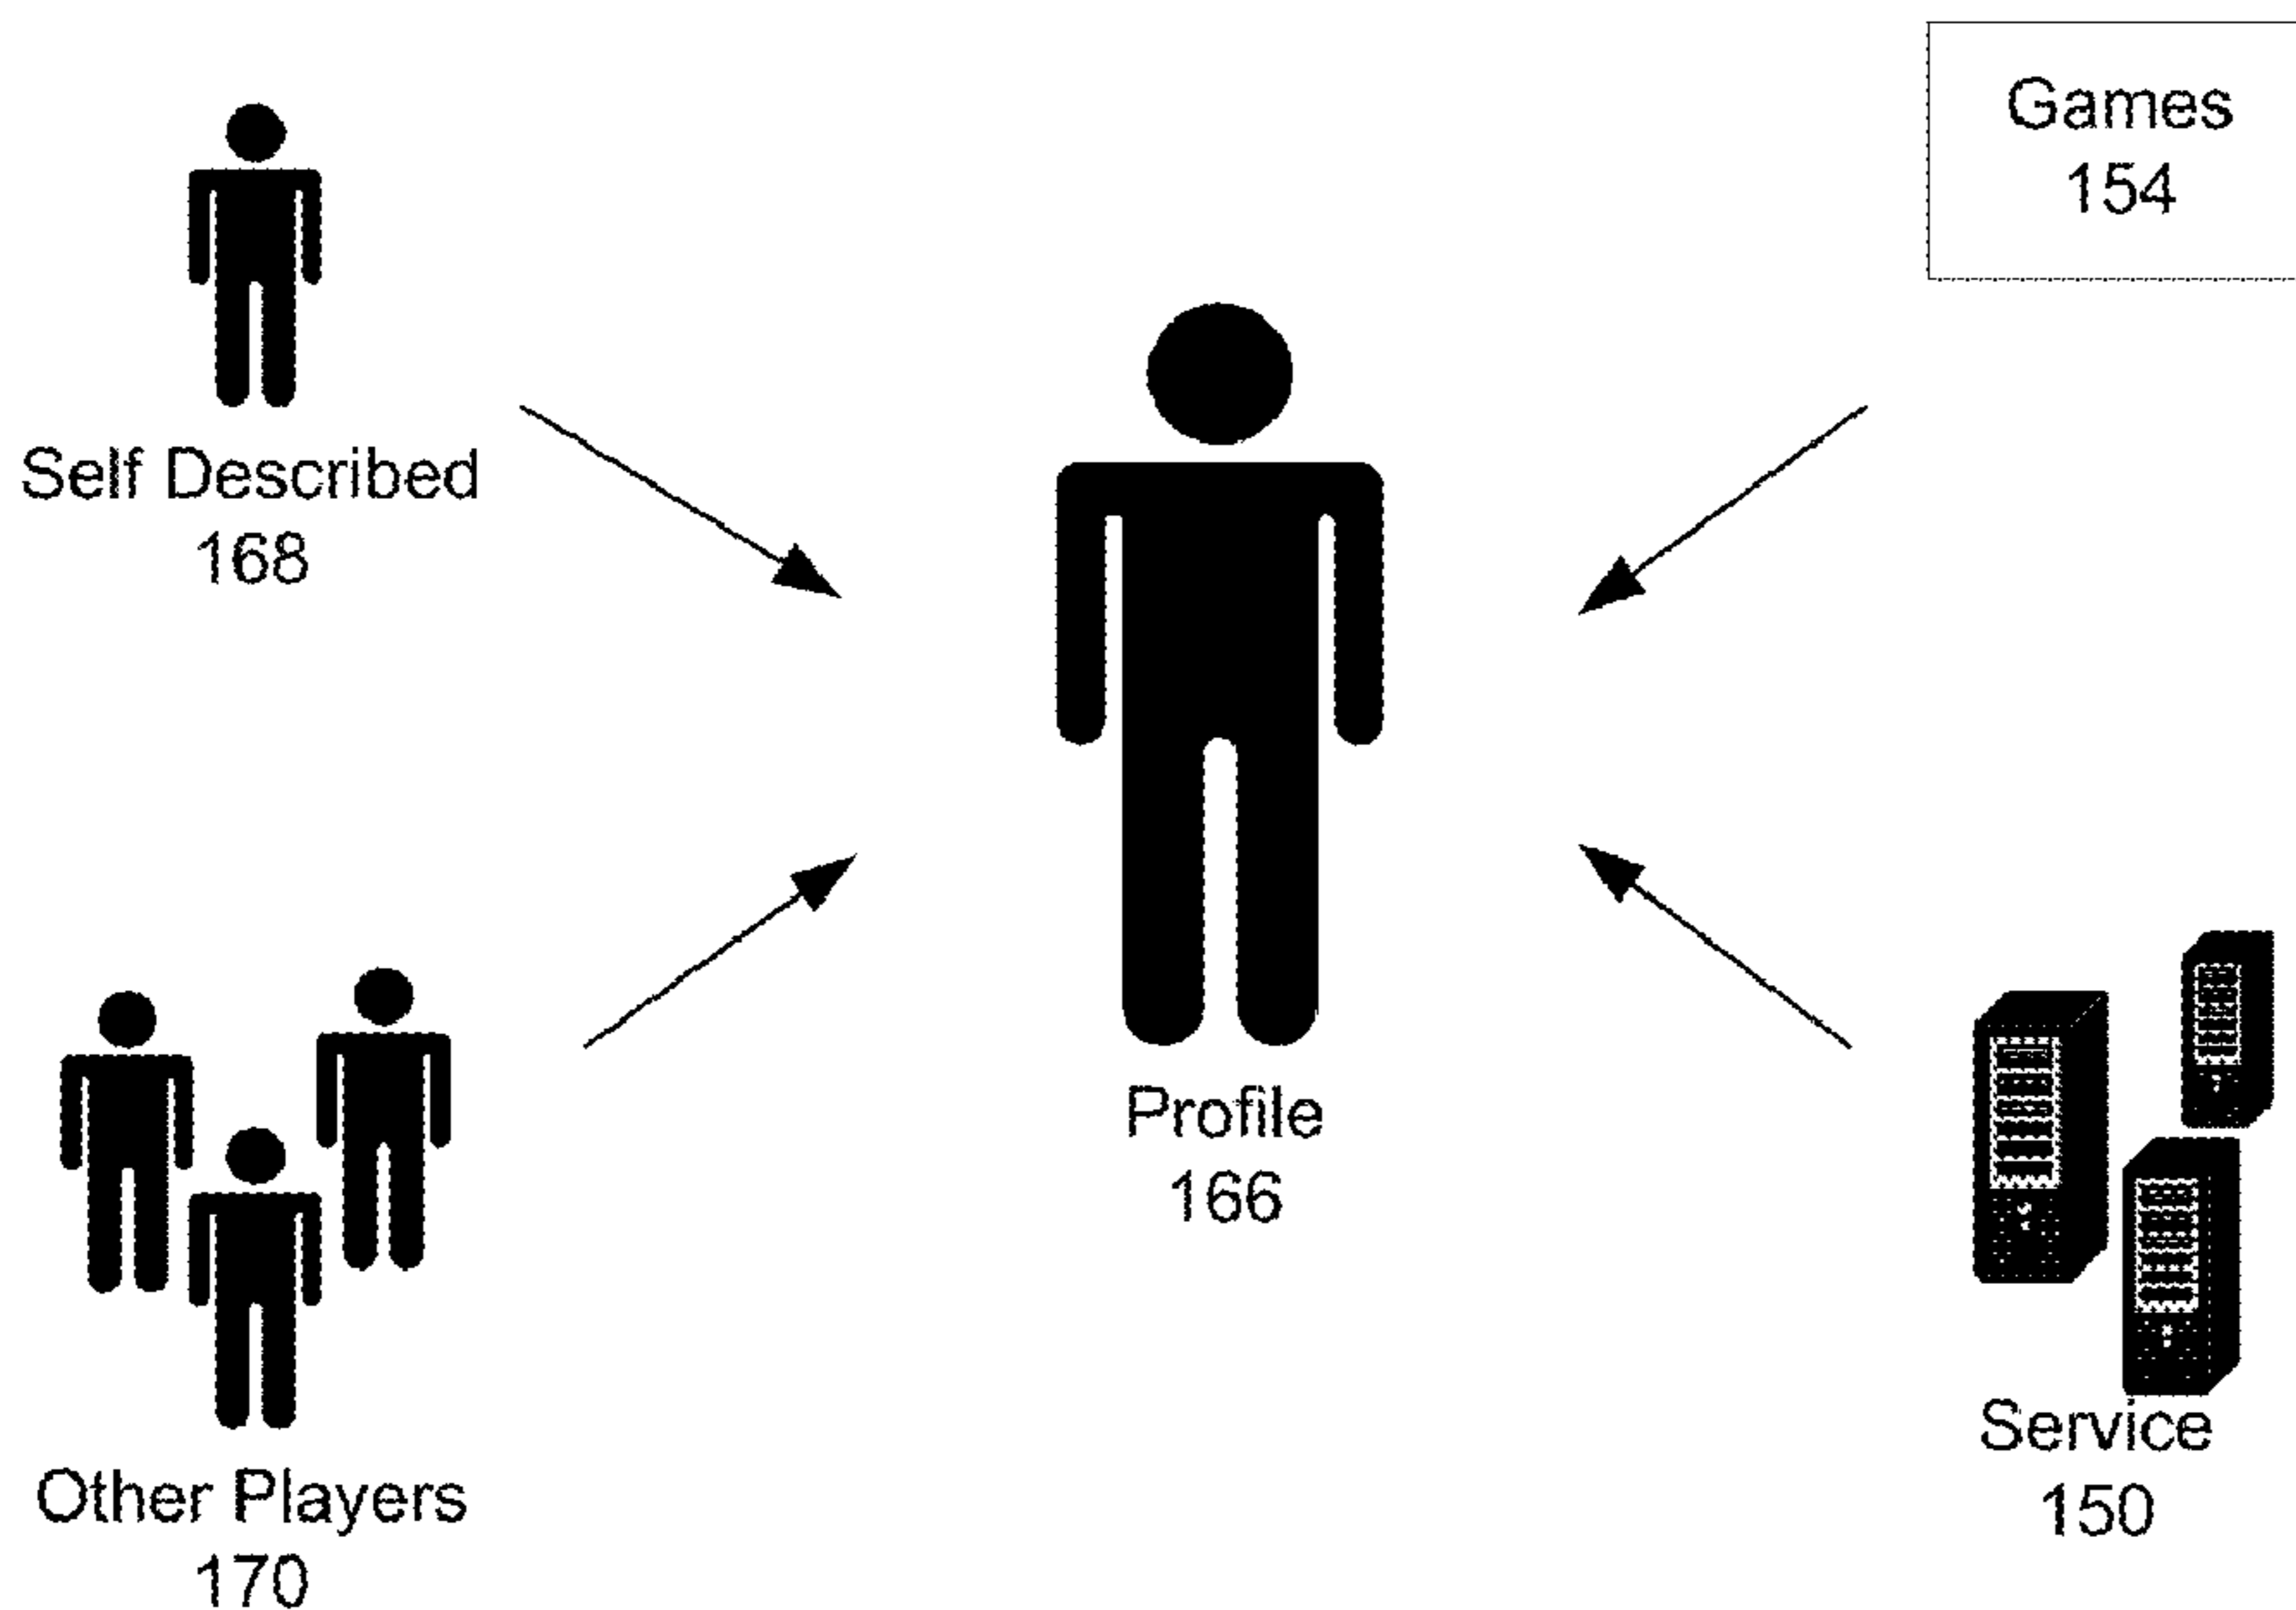 Games
154
Self Described
168
Profile
166
Service
150
Other Players
170